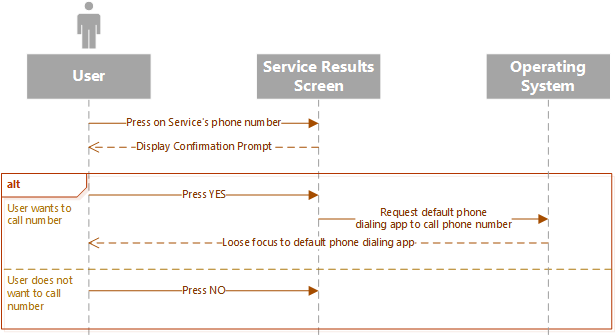 User
Service Results
Screen
Operating
System
Press on Service's phone number
Display Confirmation Prompt
alt
User wants to
call number
Press YES
Request default phone
dialing app to call phone number
Loose focus to default phone dialing app
User does not
want to call
number
Press NO